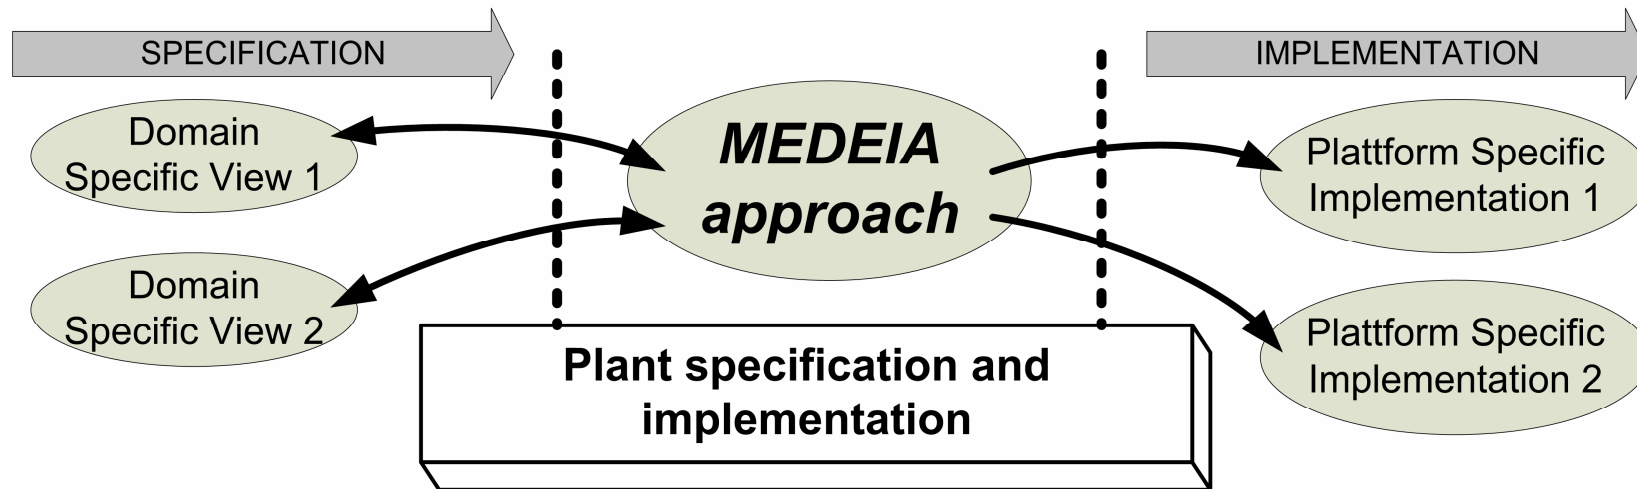 SPECIFICATION
IMPLEMENTATION
Domain
Specific View 1
Domain
Specific View 2
MEDEIA
approach
Plattform Specific
Implementation 1
Plattform Specific
Implementation 2
Plant specification and
implementation